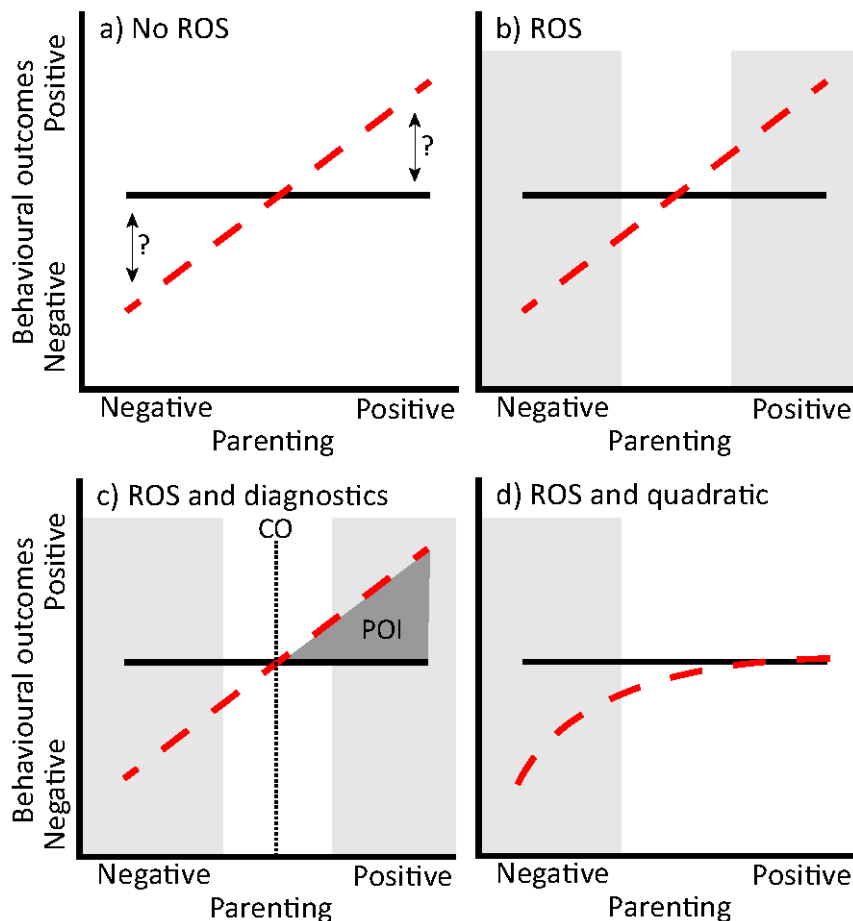 a) No ROS
Behavioural outcomes
Negative
Positive
?
?
Negative
Positive
Parenting
b) ROS
Negative
Positive
Parenting
c) ROS and diagnostics
Behavioural outcomes
Negative
Positive
CO
POI
Negative
Positive
Parenting
d) ROS and quadratic
Negative
Positive
Parenting